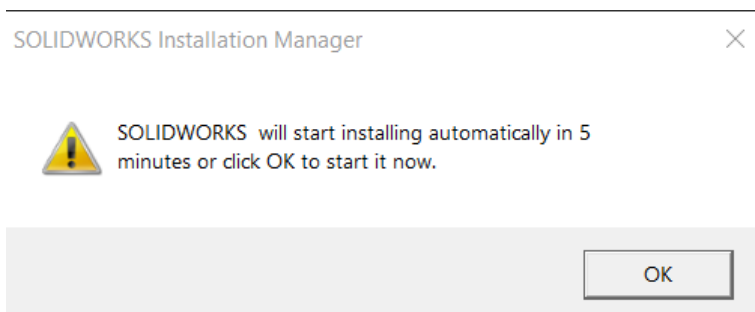 SOLIDWORKS Installation Manager
SOLIDWORKS  will start installing automatically in 5
minutes or click OK to start it now.
OK